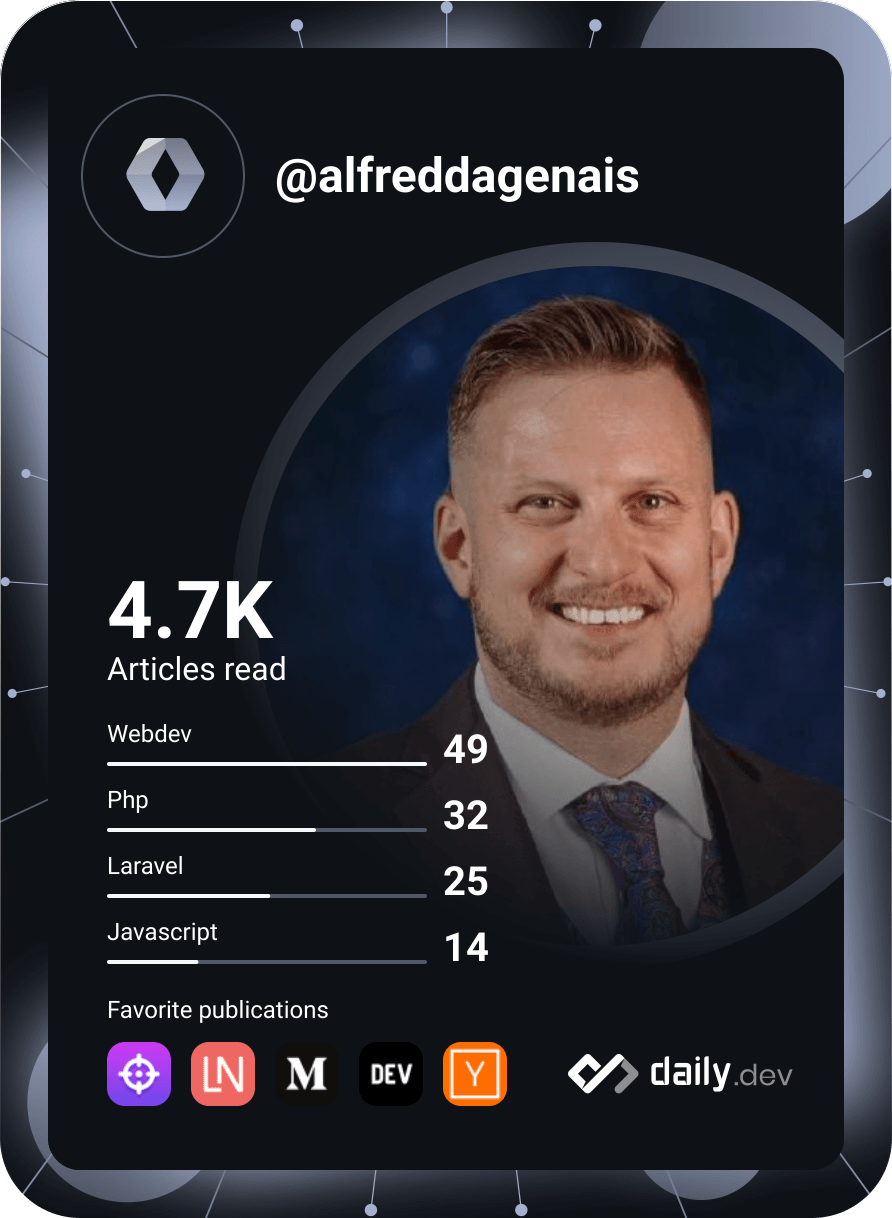 @alfreddagenais
4.7K
Articles read
Webdev
49
Php
32
Laravel
25
Javascript
14
Favorite publications
LN M DEV Y
daily.dev